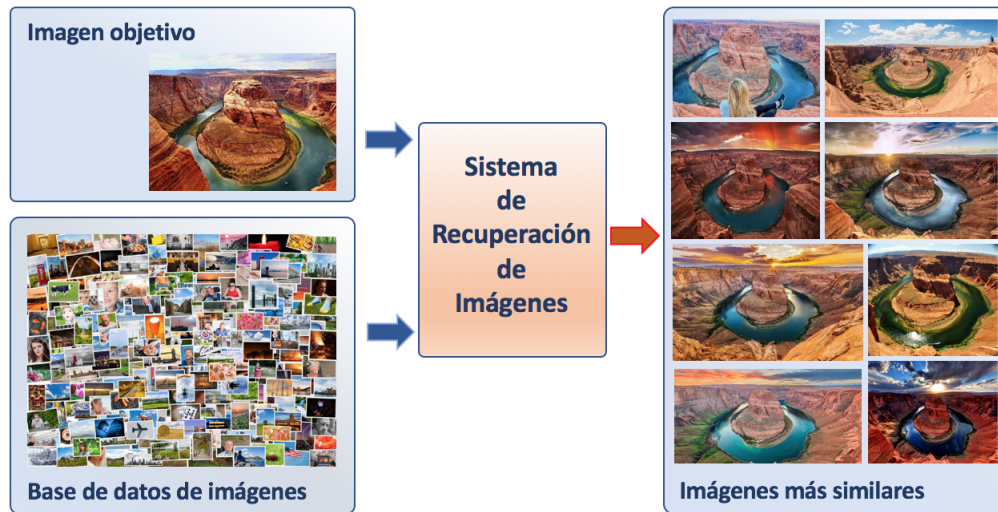 Imagen objetivo
Base de datos de imágenes
Sistema
de
Recuperación
de
Imágenes
Imágenes más similares